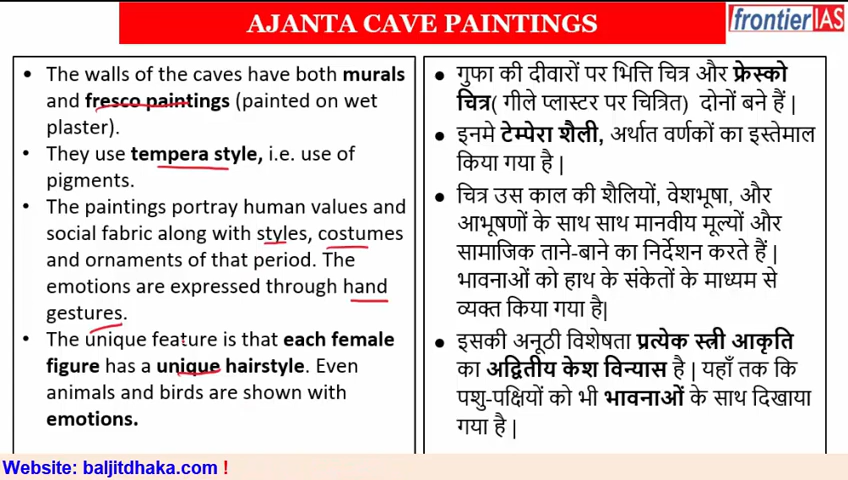 AJANTA CAVE PAINTINGS
frontier IAS
• The walls of the caves have both murals
and fresco paintings (painted on wet
plaster).
• They use tempera style, i.e. use of
pigments.
• The paintings portray human values and
social fabric along with styles, costumes
and ornaments of that period. The
emotions are expressed through hand
gestures.
• The unique feature is that each female
figure has a unique hairstyle. Even
animals and birds are shown with
emotions.
• गुफा की दीवारों पर भित्ति चित्र और फ्रेस्को
चित्र( गीले प्लास्टर पर चित्रित) दोनों बने हैं |
• इनमे टेम्पेरा शैली, अर्थात वर्णकों का इस्तेमाल
किया गया है |
• चित्र उस काल की शैलियों, वेशभूषा, और
आभूषणों के साथ साथ मानवीय मूल्यों और
सामाजिक ताने-बाने का निर्देशन करते हैं |
भावनाओं को हाथ के संकेतों के माध्यम से
व्यक्त किया गया है|
• इसकी अनूठी विशेषता प्रत्येक स्त्री आकृति
का अद्वितीय केश विन्यास है | यहाँ तक कि
पशु-पक्षियों को भी भावनाओं के साथ दिखाया
गया है |
Website: baljitdhaka.com !